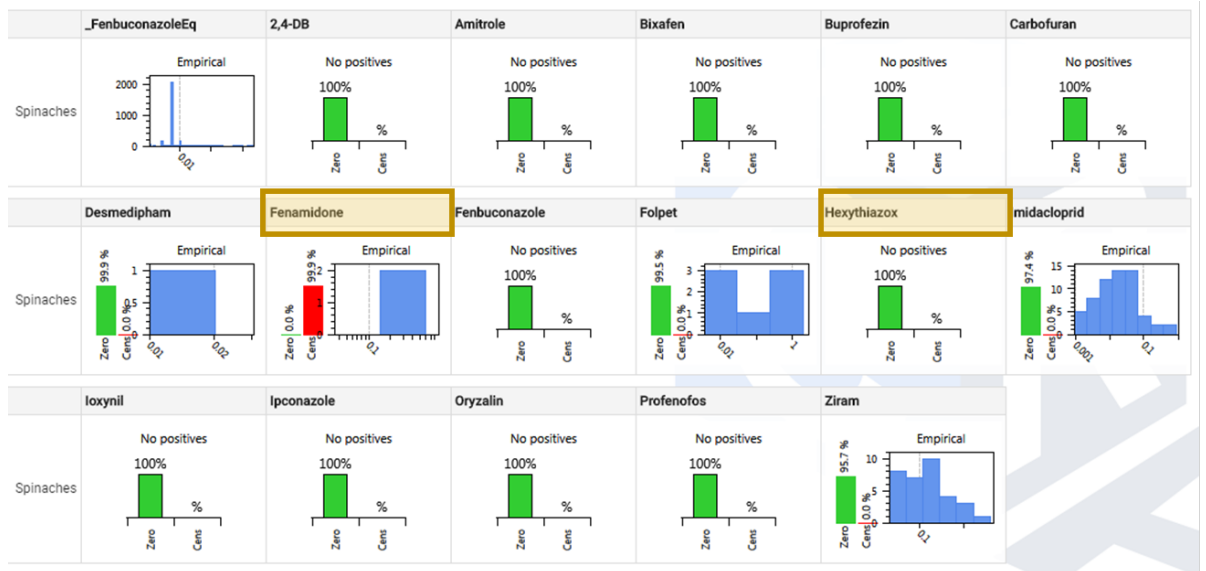 _FenbuconazoleEq 2,4-DB Amitrole Bixafen Buprofezin Carbofuran
Spinaches
Empirical
2000
1000
0
0.01
No positives
100%
%
Zero Cens
No positives
100%
%
Zero Cens
No positives
100%
%
Zero Cens
No positives
100%
%
Zero Cens
No positives
100%
%
Zero Cens
Desmedipham Fenamidone Fenbuconazole Folpet Hexythiazox midacloprid
Spinaches
99.9 %
0.0 %
Zero Cens
Empirical
1
0.5
0
0.01 0.02
0.0 %
99.9 %
Zero Cens
Empirical
2
1
0
0.1
No positives
100%
%
Zero Cens
99.5 %
0.0 %
Zero Cens
Empirical
3
2
1
0
0.01 1
No positives
100%
%
Zero Cens
97.4 %
0.0 %
Zero Cens
Empirical
15
10
5
0
0.001 0.1
Ioxynil Ipconazole Oryzalin Profenofos Ziram
Spinaches
No positives
100%
%
Zero Cens
No positives
100%
%
Zero Cens
No positives
100%
%
Zero Cens
No positives
100%
%
Zero Cens
95.7 %
0.0 %
Zero Cens
Empirical
10
5
0
0.1